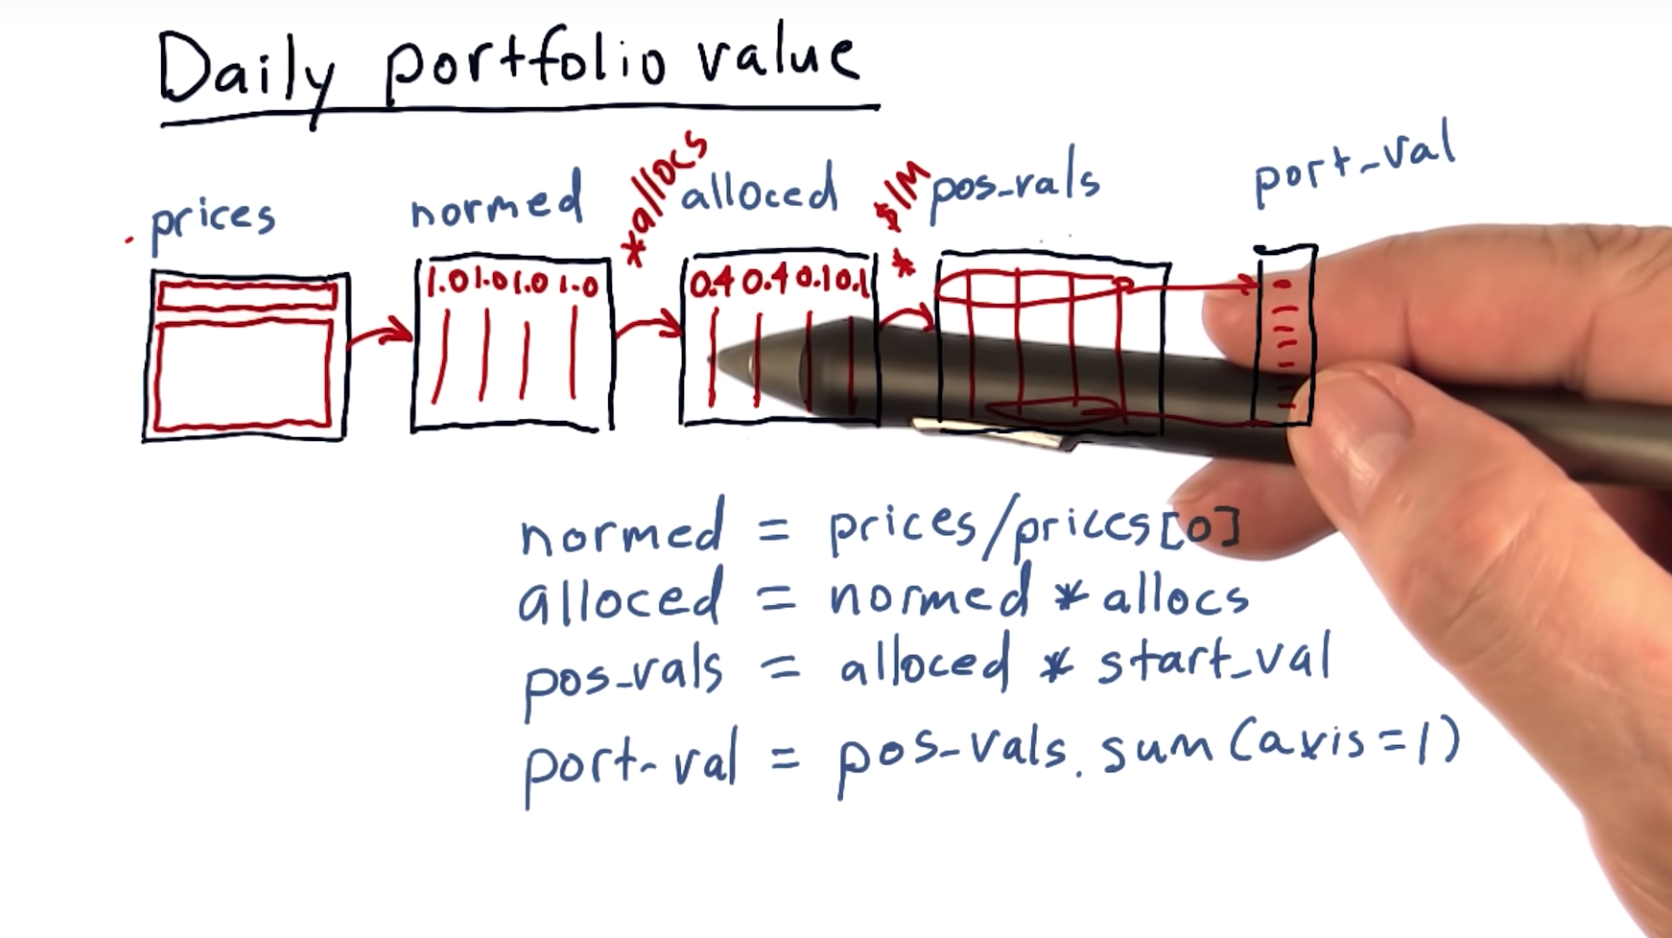 Daily portfolio value
prices
normed
*allocs
alloced
* $1M
pos_vals
port_val
1.0 1.0 1.0 1.0
0.4 0.4 0.1 0.1
normed = prices/prices[0]
alloced = normed * allocs
pos_vals = alloced * start_val
port_val = pos_vals.sum(axis=1)